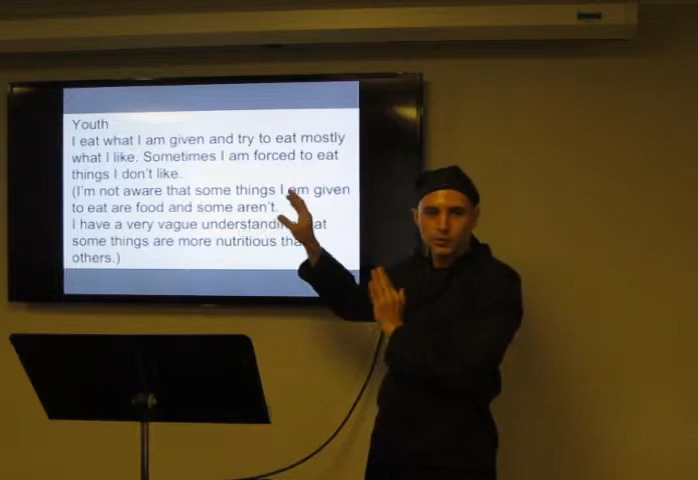 Youth
I eat what I am given and try to eat mostly
what I like. Sometimes I am forced to eat
things I don't like.
(I'm not aware that some things I am given
to eat are food and some aren't.
I have a very vague
some things are more nutritious
others.)